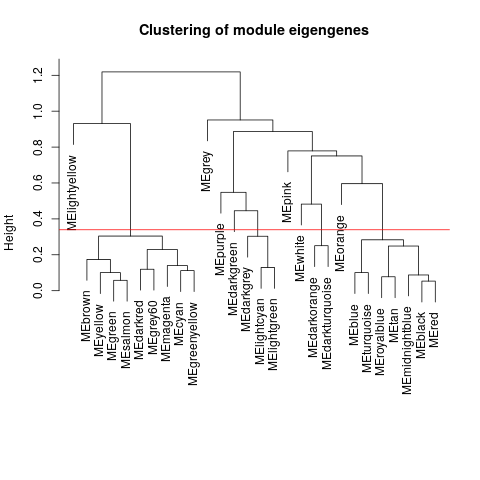 Clustering of module eigengenes
Height
0.0
0.2
0.4
0.6
0.8
1.0
1.2
MElightyellow
MEbrown
MEyellow
MEgreen
MEsalmon
MEdarkred
MEgrey60
MEmagenta
MEcyan
MEgreenyellow
MEgrey
MEpurple
MEdarkgreen
MEdarkgrey
MElightcyan
MElightgreen
MEpink
MEwhite
MEdarkorange
MEdarkturquoise
MEorange
MEblue
MEturquoise
MEroyalblue
MEtan
MEmidnightblue
MEblack
MEred